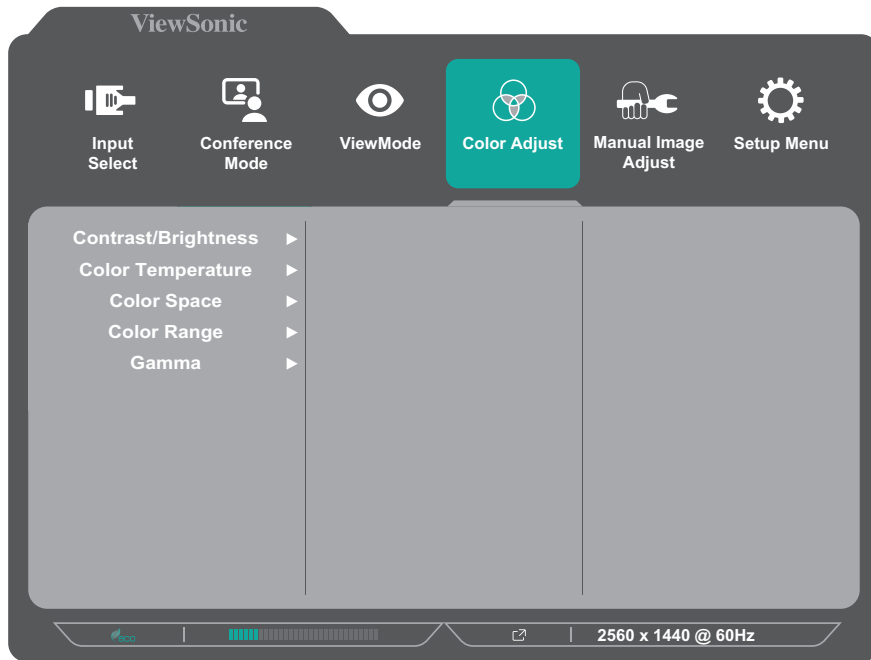 ViewSonic
Input
Select
Conference
Mode
ViewMode
Color Adjust
Manual Image
Adjust
Setup Menu
Contrast/Brightness
Color Temperature
Color Space
Color Range
Gamma
eco
2560 x 1440 @ 60Hz